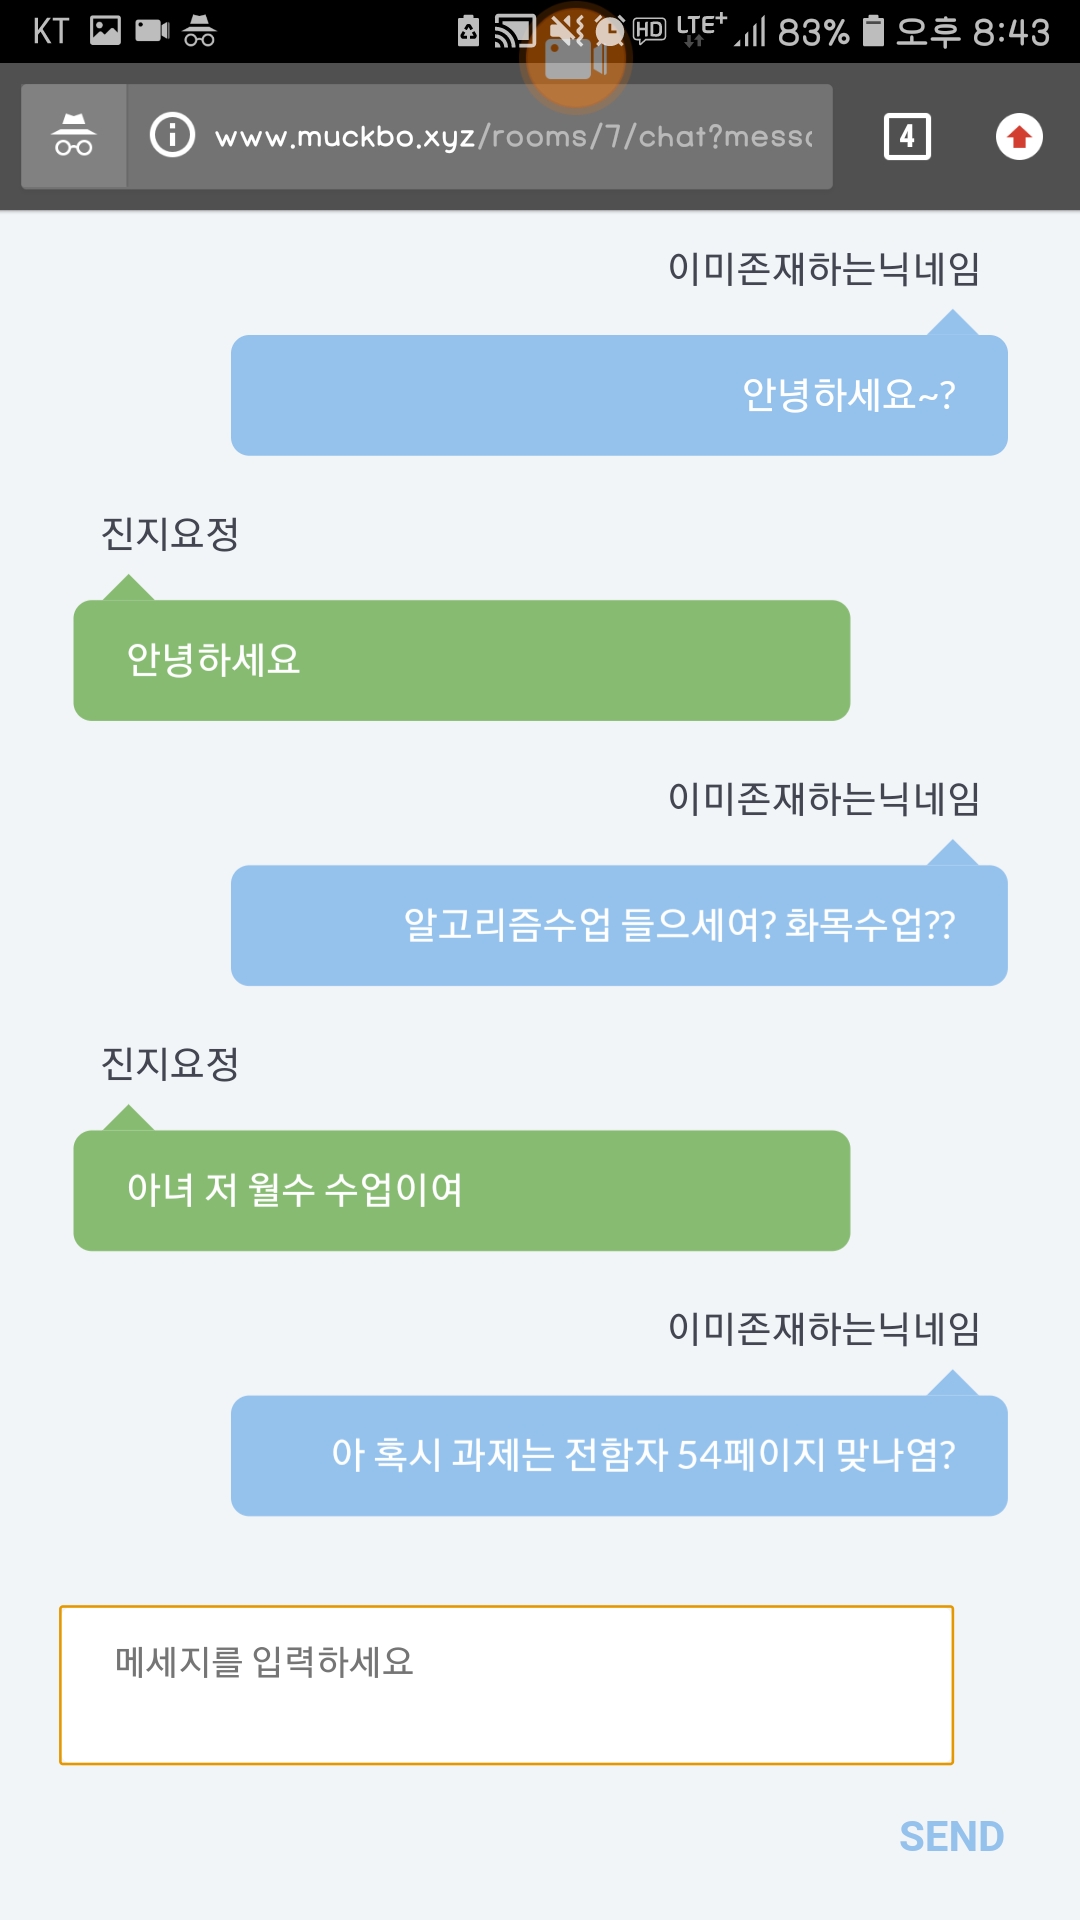 KT HD LTE+ 83% 오후 8:43
www.muckbo.xyz/rooms/7/chat?mess 4
이미존재하는닉네임
안녕하세요~?
진지요정
안녕하세요
이미존재하는닉네임
알고리즘수업 들으세여? 화목수업??
진지요정
아녀 저 월수 수업이여
이미존재하는닉네임
아 혹시 과제는 전함자 54페이지 맞나염?
메세지를 입력하세요
SEND